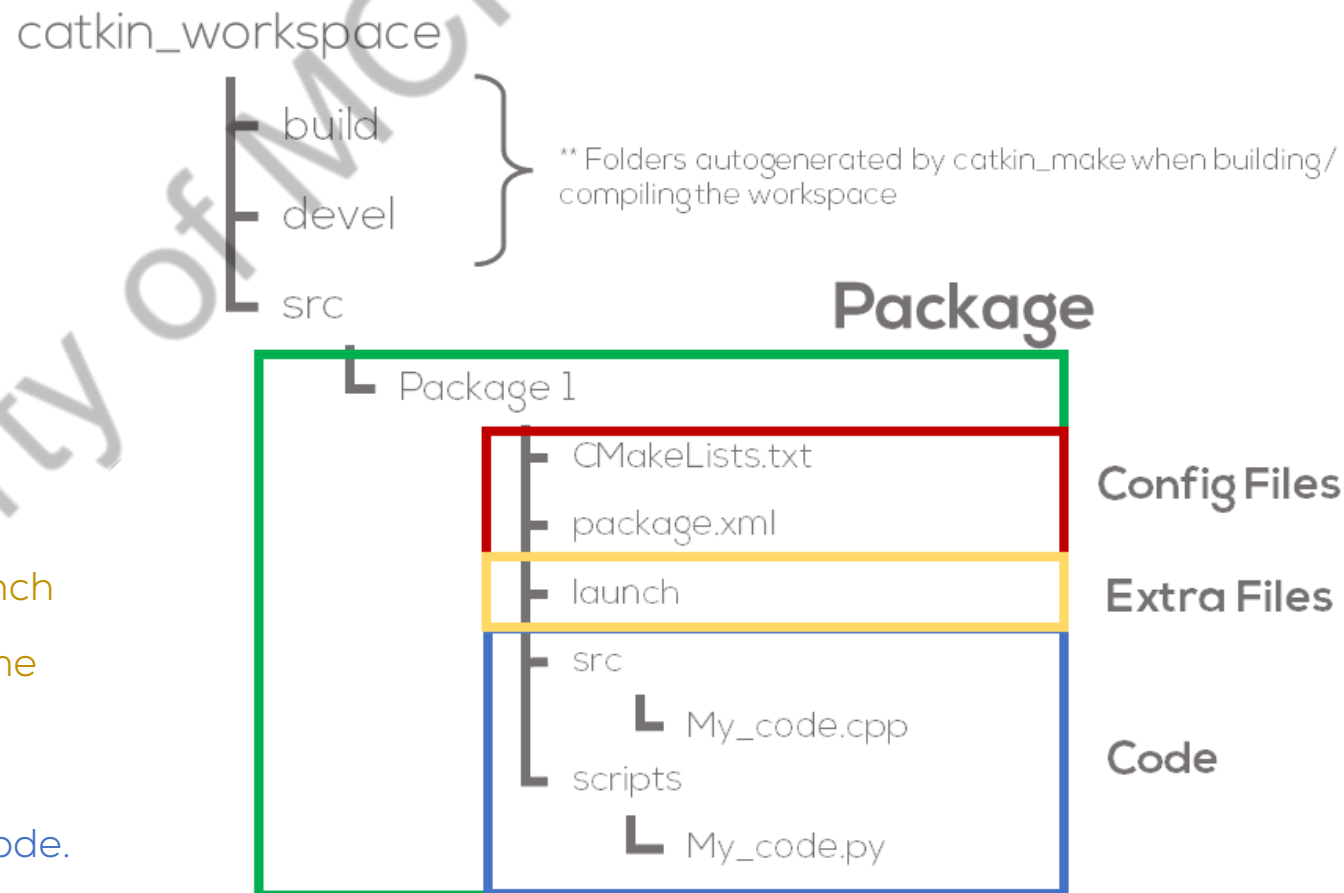 catkin_workspace
build
** Folders autogenerated by catkin_make when building/
compiling the workspace
devel
src
Package
Package 1
CMakeLists.txt
Config Files
package.xml
launch
Extra Files
src
My_code.cpp
Code
scripts
My_code.py
of